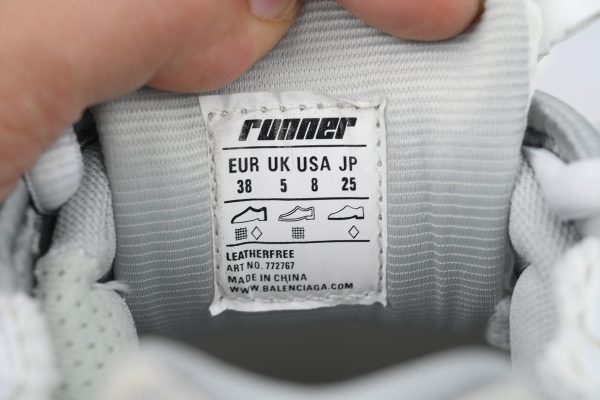 runner
EUR UK USA JP
38 5 8 25
LEATHERFREE
ART NO. 772767
MADE IN CHINA
WWW.BALENCIAGA.COM